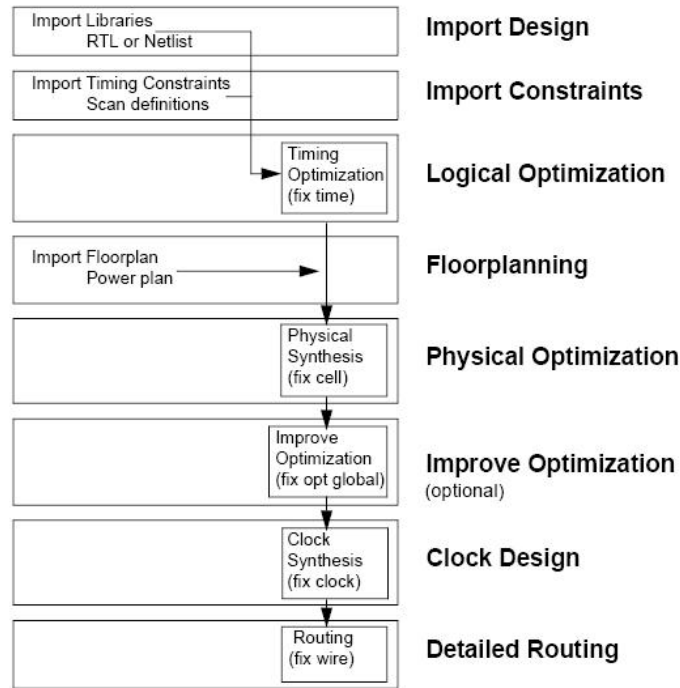 Import Libraries
RTL or Netlist
Import Design
Import Timing Constraints
Scan definitions
Import Constraints
Timing
Optimization
(fix time)
Logical Optimization
Import Floorplan
Power plan
Floorplanning
Physical
Synthesis
(fix cell)
Physical Optimization
Improve
Optimization
(fix opt global)
Improve Optimization
(optional)
Clock
Synthesis
(fix clock)
Clock Design
Routing
(fix wire)
Detailed Routing